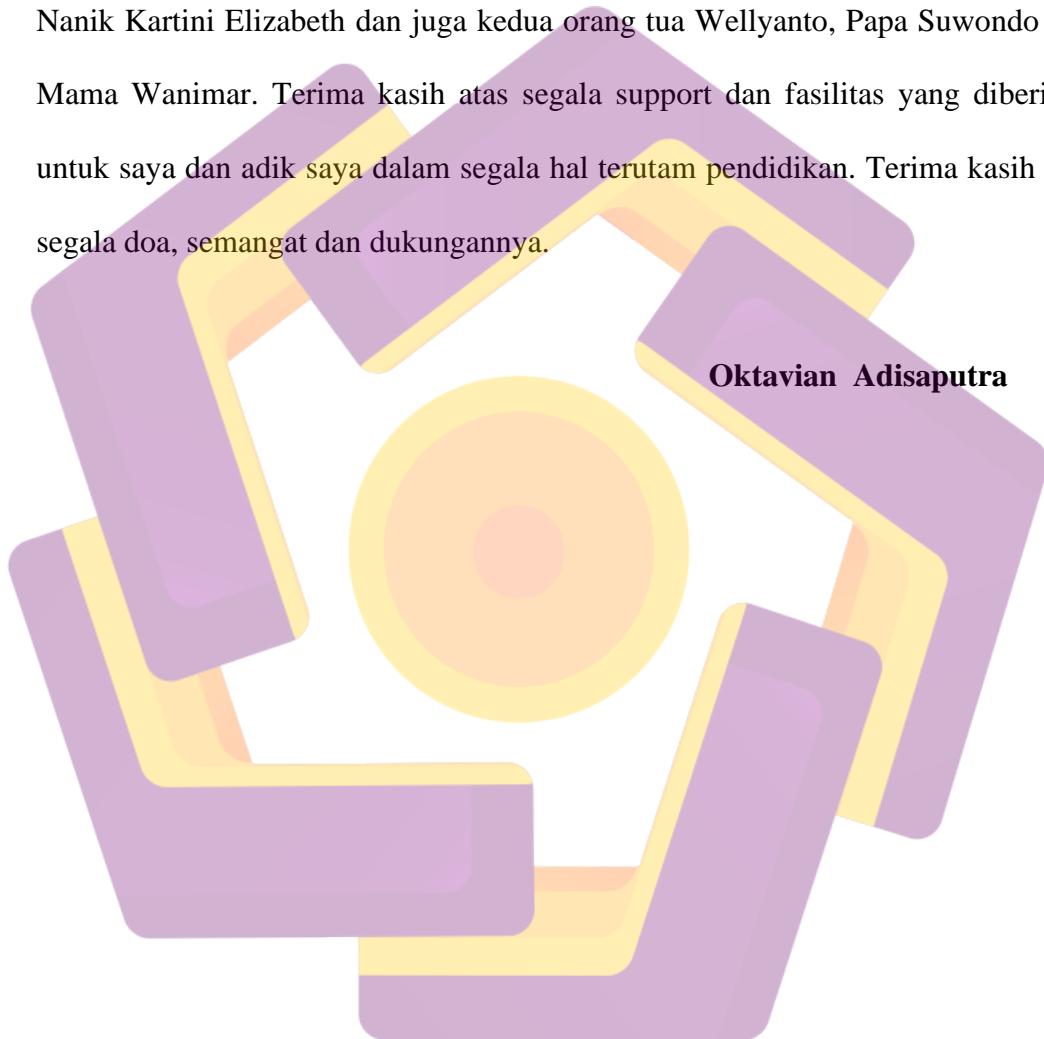 Nanik Kartini Elizabeth dan juga kedua orang tua Wellyanto, Papa Suwondo
Mama Wanimar. Terima kasih atas segala support dan fasilitas yang diberi
untuk saya dan adik saya dalam segala hal terutam pendidikan. Terima kasih
segala doa, semangat dan dukungannya.
Oktavian Adisaputra